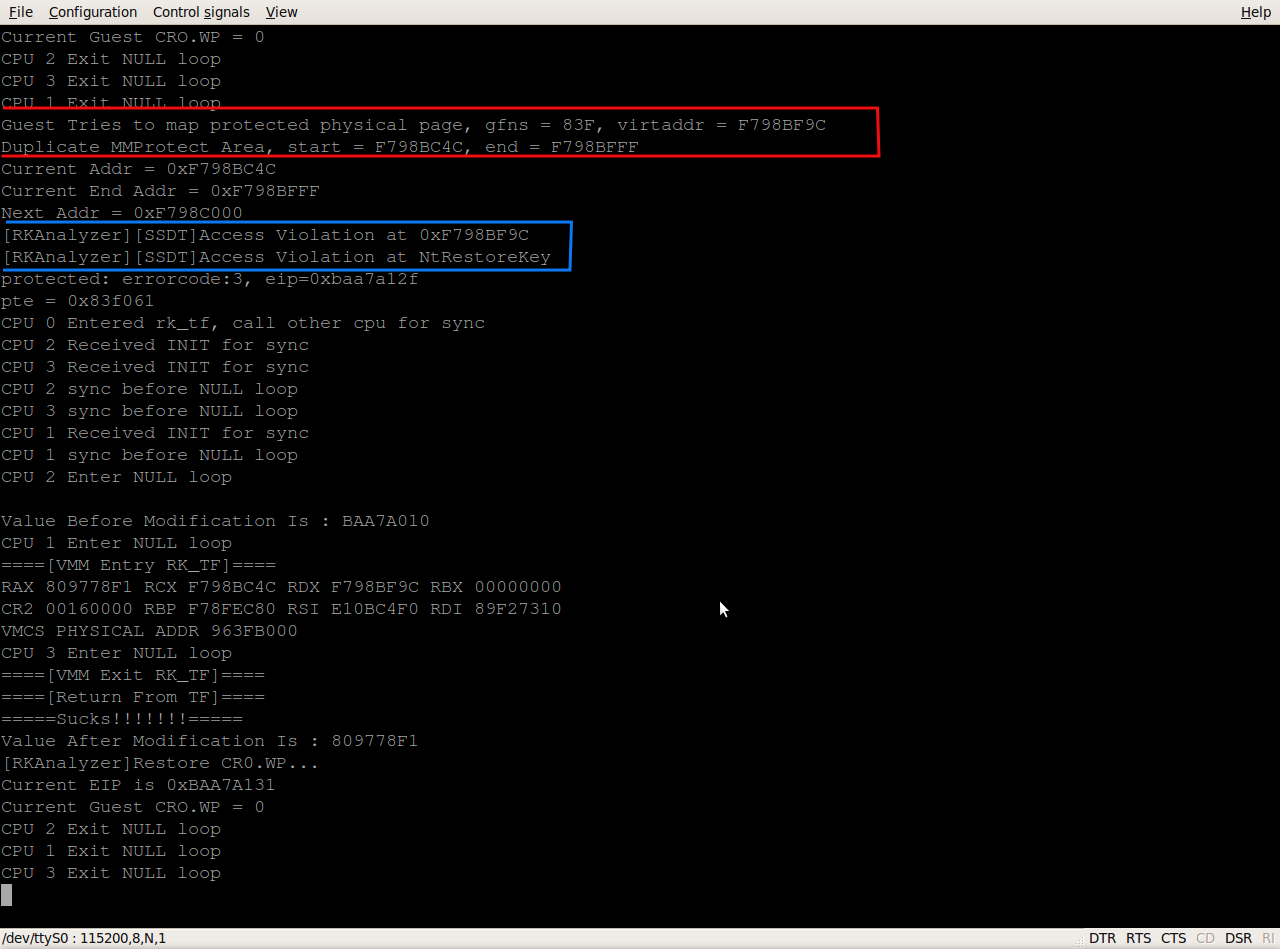 File Configuration Control signals View Help
Current Guest CRO.WP = 0
CPU 2 Exit NULL loop
CPU 3 Exit NULL loop
CPU 1 Exit NULL loop
Guest Tries to map protected physical page, gfns = 83F, virtaddr = F798BF9C
Duplicate MMProtect Area, start = F798BC4C, end = F798BFFF
Current Addr = 0xF798BC4C
Current End Addr = 0xF798BFFF
Next Addr = 0xF798C000
[RKAnalyzer][SSDT]Access Violation at 0xF798BF9C
[RKAnalyzer][SSDT]Access Violation at NtRestoreKey
protected: errorcode:3, eip=0xbaa7a12f
pte = 0x83f061
CPU 0 Entered rk_tf, call other cpu for sync
CPU 2 Received INIT for sync
CPU 3 Received INIT for sync
CPU 2 sync before NULL loop
CPU 3 sync before NULL loop
CPU 1 Received INIT for sync
CPU 1 sync before NULL loop
CPU 2 Enter NULL loop
Value Before Modification Is : BAA7A010
CPU 1 Enter NULL loop
====[VMM Entry RK_TF]====
RAX 809778F1 RCX F798BC4C RDX F798BF9C RBX 00000000
CR2 00160000 RBP F78FEC80 RSI E10BC4F0 RDI 89F27310
VMCS PHYSICAL ADDR 963FB000
CPU 3 Enter NULL loop
====[VMM Exit RK_TF]====
====[Return From TF]====
=====Sucks!!!!!!!=====
Value After Modification Is : 809778F1
[RKAnalyzer]Restore CR0.WP...
Current EIP is 0xBAA7A131
Current Guest CRO.WP = 0
CPU 2 Exit NULL loop
CPU 1 Exit NULL loop
CPU 3 Exit NULL loop
/dev/ttyS0 : 115200,8,N,1 DTR RTS CTS CD DSR RI